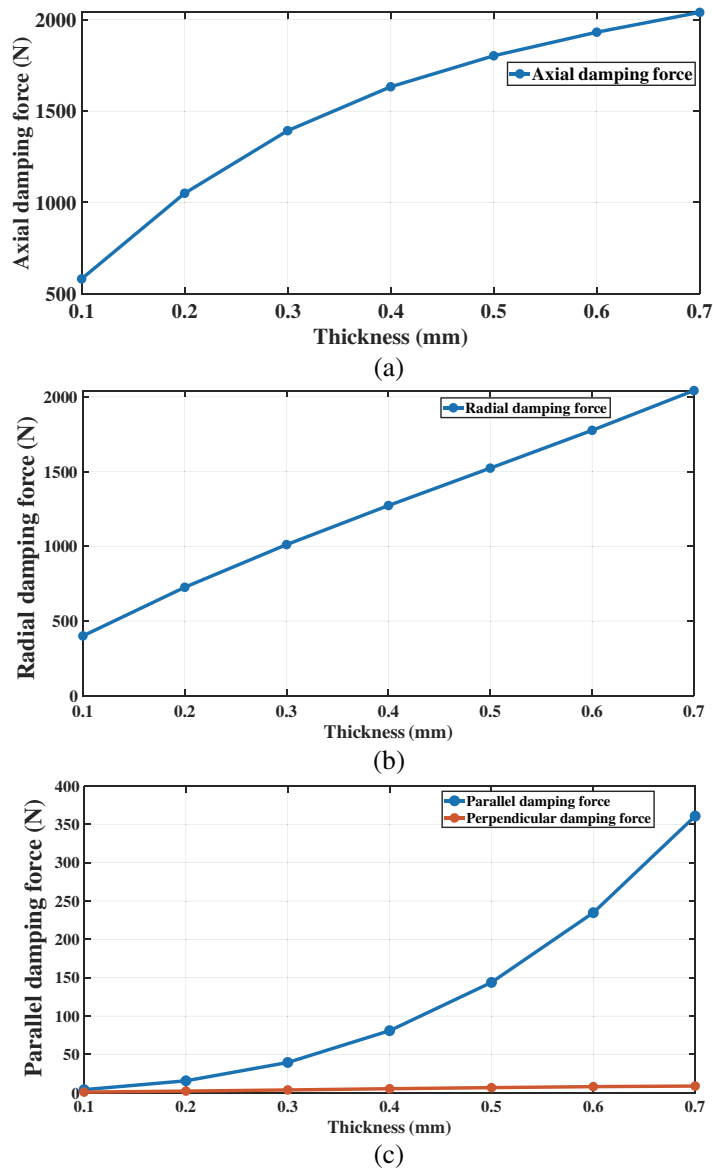 2000
1500
1000
500
Axial damping force (N)
Axial damping force
0.1 0.2 0.3 0.4 0.5 0.6 0.7
Thickness (mm)
(a)
2000
1500
1000
500
0
Radial damping force (N)
Radial damping force
0.1 0.2 0.3 0.4 0.5 0.6 0.7
Thickness (mm)
(b)
400
350
300
250
200
150
100
50
0
Parallel damping force (N)
Parallel damping force
Perpendicular damping force
0.1 0.2 0.3 0.4 0.5 0.6 0.7
Thickness (mm)
(c)